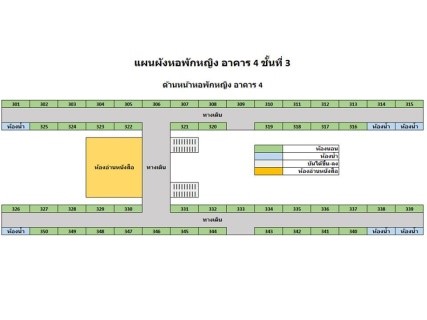 แผนผังหอพักหญิง อาคาร 4 ชั้นที่ 3
ด้านหน้าหอพักหญิง อาคาร 4
301 302 303 304 305 306 307 308 309 310 311 312 313 314 315
ทางเดิน
ห้องน้ำ 325 324 323 322 321 320 319 318 317 316 ห้องน้ำ ห้องน้ำ
ห้องอ่านหนังสือ
ทางเดิน
ห้องนอน
ห้องน้ำ
บันไดขึ้น-ลง
ห้องอ่านหนังสือ
326 327 328 329 330 331 332 333 334 335 336 337 338 339
ทางเดิน
ห้องน้ำ 350 349 348 347 346 345 344 343 342 341 340 ห้องน้ำ ห้องน้ำ